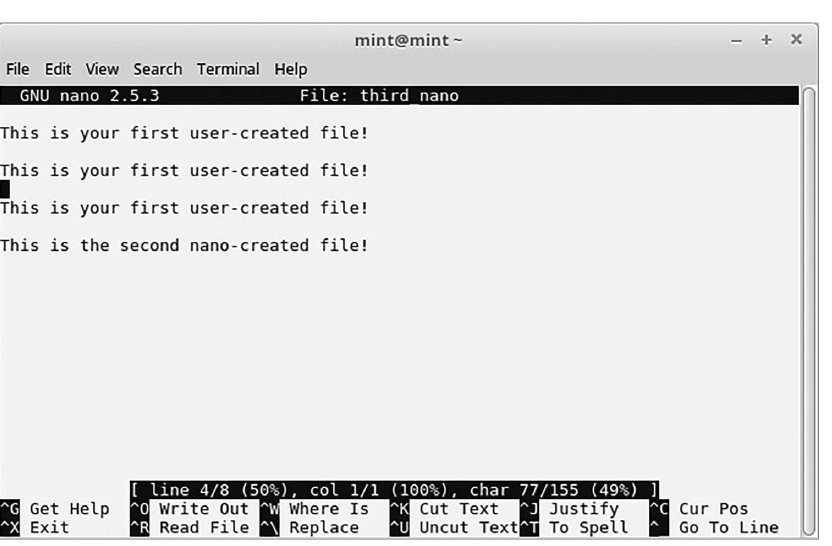 mint@mint ~
File Edit View Search Terminal Help
GNU nano 2.5.3 File: third_nano
This is your first user-created file!
This is your first user-created file!
This is your first user-created file!
This is the second nano-created file!
[ line 4/8 (50%), col 1/1 (100%), char 77/155 (49%) ]
^G Get Help ^O Write Out ^W Where Is ^K Cut Text ^J Justify ^C Cur Pos
^X Exit ^R Read File ^\ Replace ^U Uncut Text ^T To Spell ^ Go To Line